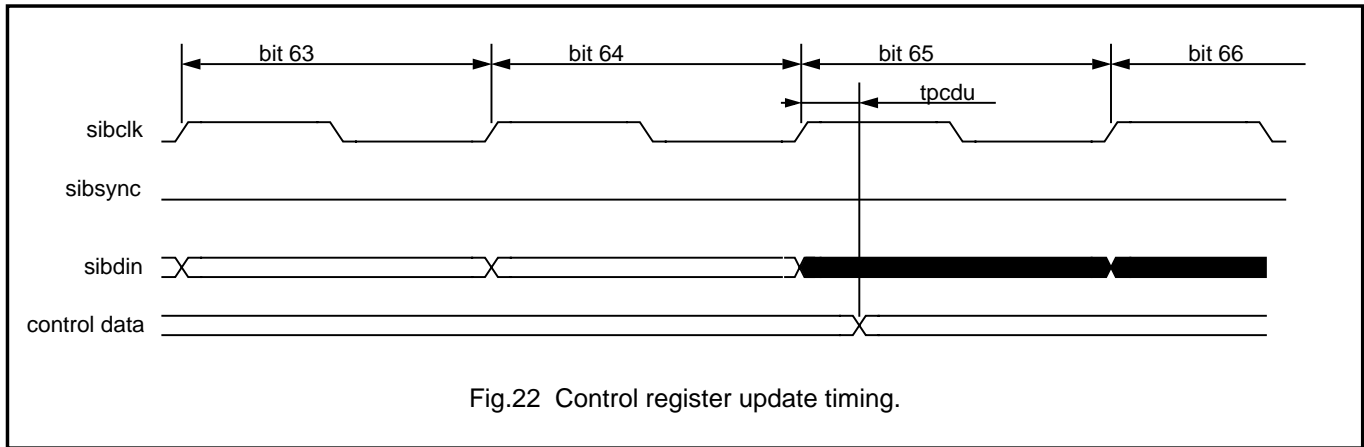 bit 63 bit 64 bit 65 bit 66
tpcdu
sibclk
sibsync
sibdin
control data
Fig.22 Control register update timing.